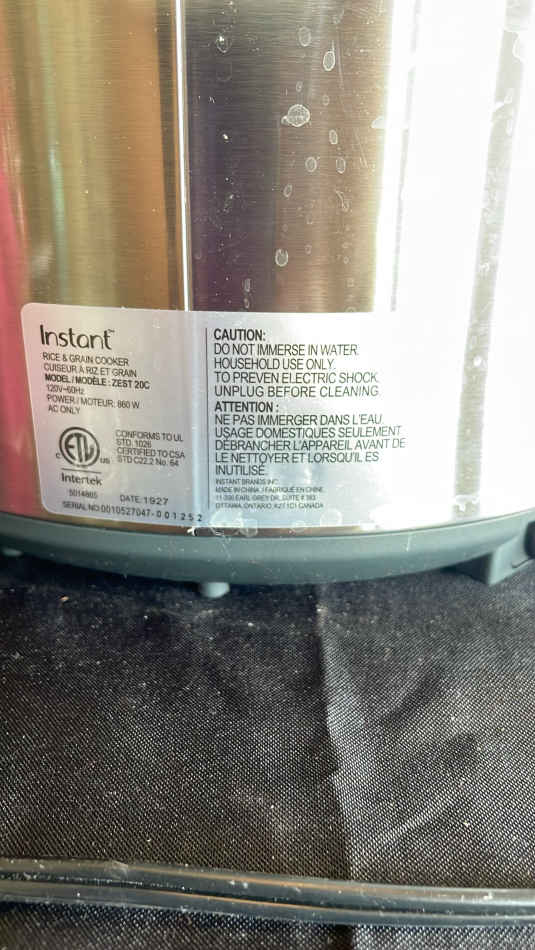 Instant™
RICE & GRAIN COOKER
CUISEUR À RIZ ET GRAIN
MODEL / MODÈLE : ZEST 20C
120V~60Hz
POWER / MOTEUR: 860 W
AC ONLY
ETL
C US
Intertek
5014865
CONFORMS TO UL
STD. 1026
CERTIFIED TO CSA
STD C22.2 No. 64
DATE: 1927
SERIAL NO: 0010527047-001252
CAUTION:
DO NOT IMMERSE IN WATER.
HOUSEHOLD USE ONLY.
TO PREVEN ELECTRIC SHOCK,
UNPLUG BEFORE CLEANING.
ATTENTION :
NE PAS IMMERGER DANS L'EAU.
USAGE DOMESTIQUES SEULEMENT.
DÉBRANCHER L'APPAREIL AVANT DE
LE NETTOYER ET LORSQU'IL ES
INUTILISÉ.
INSTANT BRANDS INC.
MADE IN CHINA / FABRIQUÉ EN CHINE
11-300 EARL GREY DR., SUITE # 383,
OTTAWA, ONTARIO, K2T 1C1 CANADA